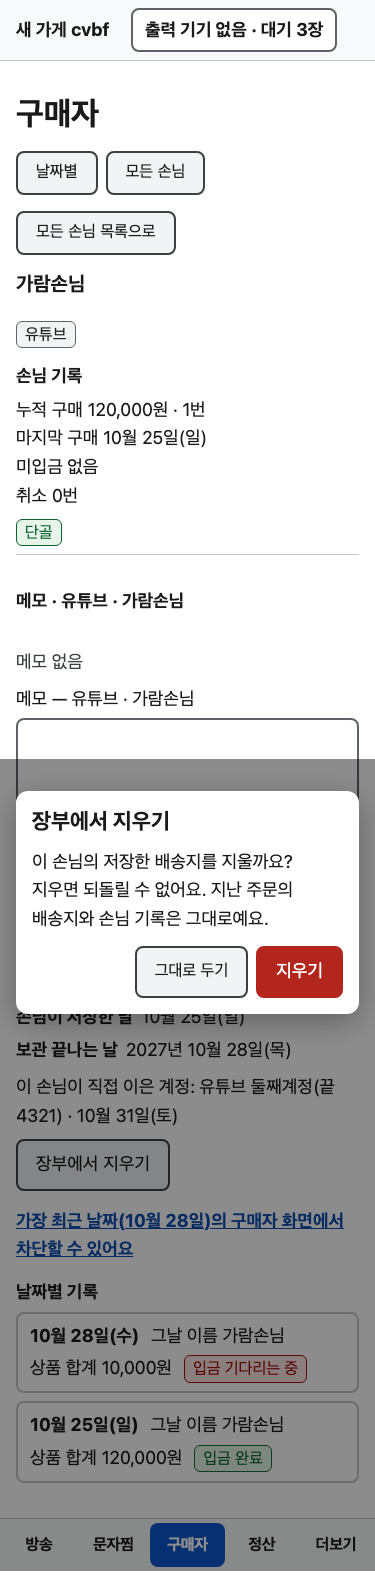 새 가게 cvbf
출력 기기 없음 · 대기 3장
구매자
날짜별
모든 손님
모든 손님 목록으로
가람손님
유튜브
손님 기록
누적 구매 120,000원 · 1번
마지막 구매 10월 25일(일)
미입금 없음
취소 0번
단골
메모 · 유튜브 · 가람손님
메모 없음
메모 — 유튜브 · 가람손님
장부에서 지우기
이 손님의 저장한 배송지를 지울까요?
지우면 되돌릴 수 없어요. 지난 주문의
배송지와 손님 기록은 그대로예요.
그대로 두기
지우기
손님이 저장한 날 10월 25일(일)
보관 끝나는 날 2027년 10월 28일(목)
이 손님이 직접 이은 계정: 유튜브 둘째계정(끝
4321) · 10월 31일(토)
장부에서 지우기
가장 최근 날짜(10월 28일)의 구매자 화면에서
차단할 수 있어요
날짜별 기록
10월 28일(수) 그날 이름 가람손님
상품 합계 10,000원 입금 기다리는 중
10월 25일(일) 그날 이름 가람손님
상품 합계 120,000원 입금 완료
방송
문자찜
구매자
정산
더보기